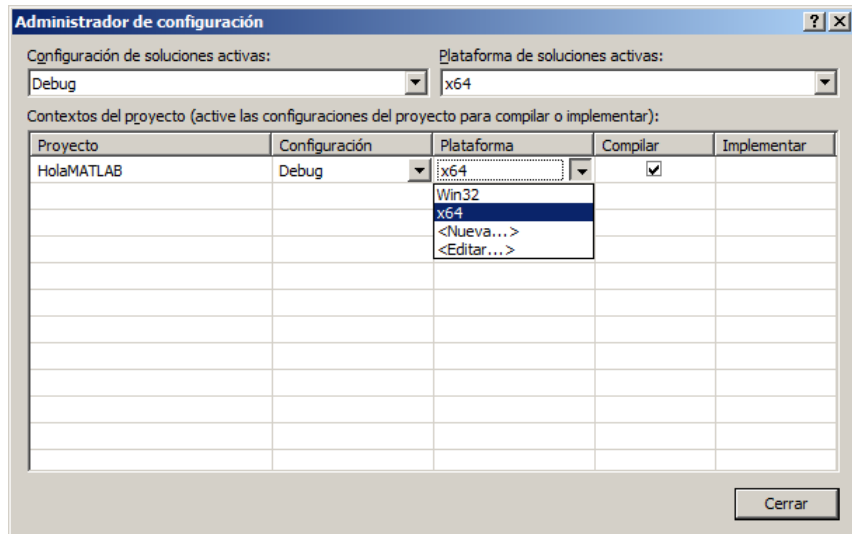 Administrador de configuración
Configuración de soluciones activas: Plataforma de soluciones activas:
Debug x64
Contextos del proyecto (active las configuraciones del proyecto para compilar o implementar):
Proyecto Configuración Plataforma Compilar Implementar
HolaMATLAB Debug x64
Win32
x64
<Nueva...>
<Editar...>
Cerrar